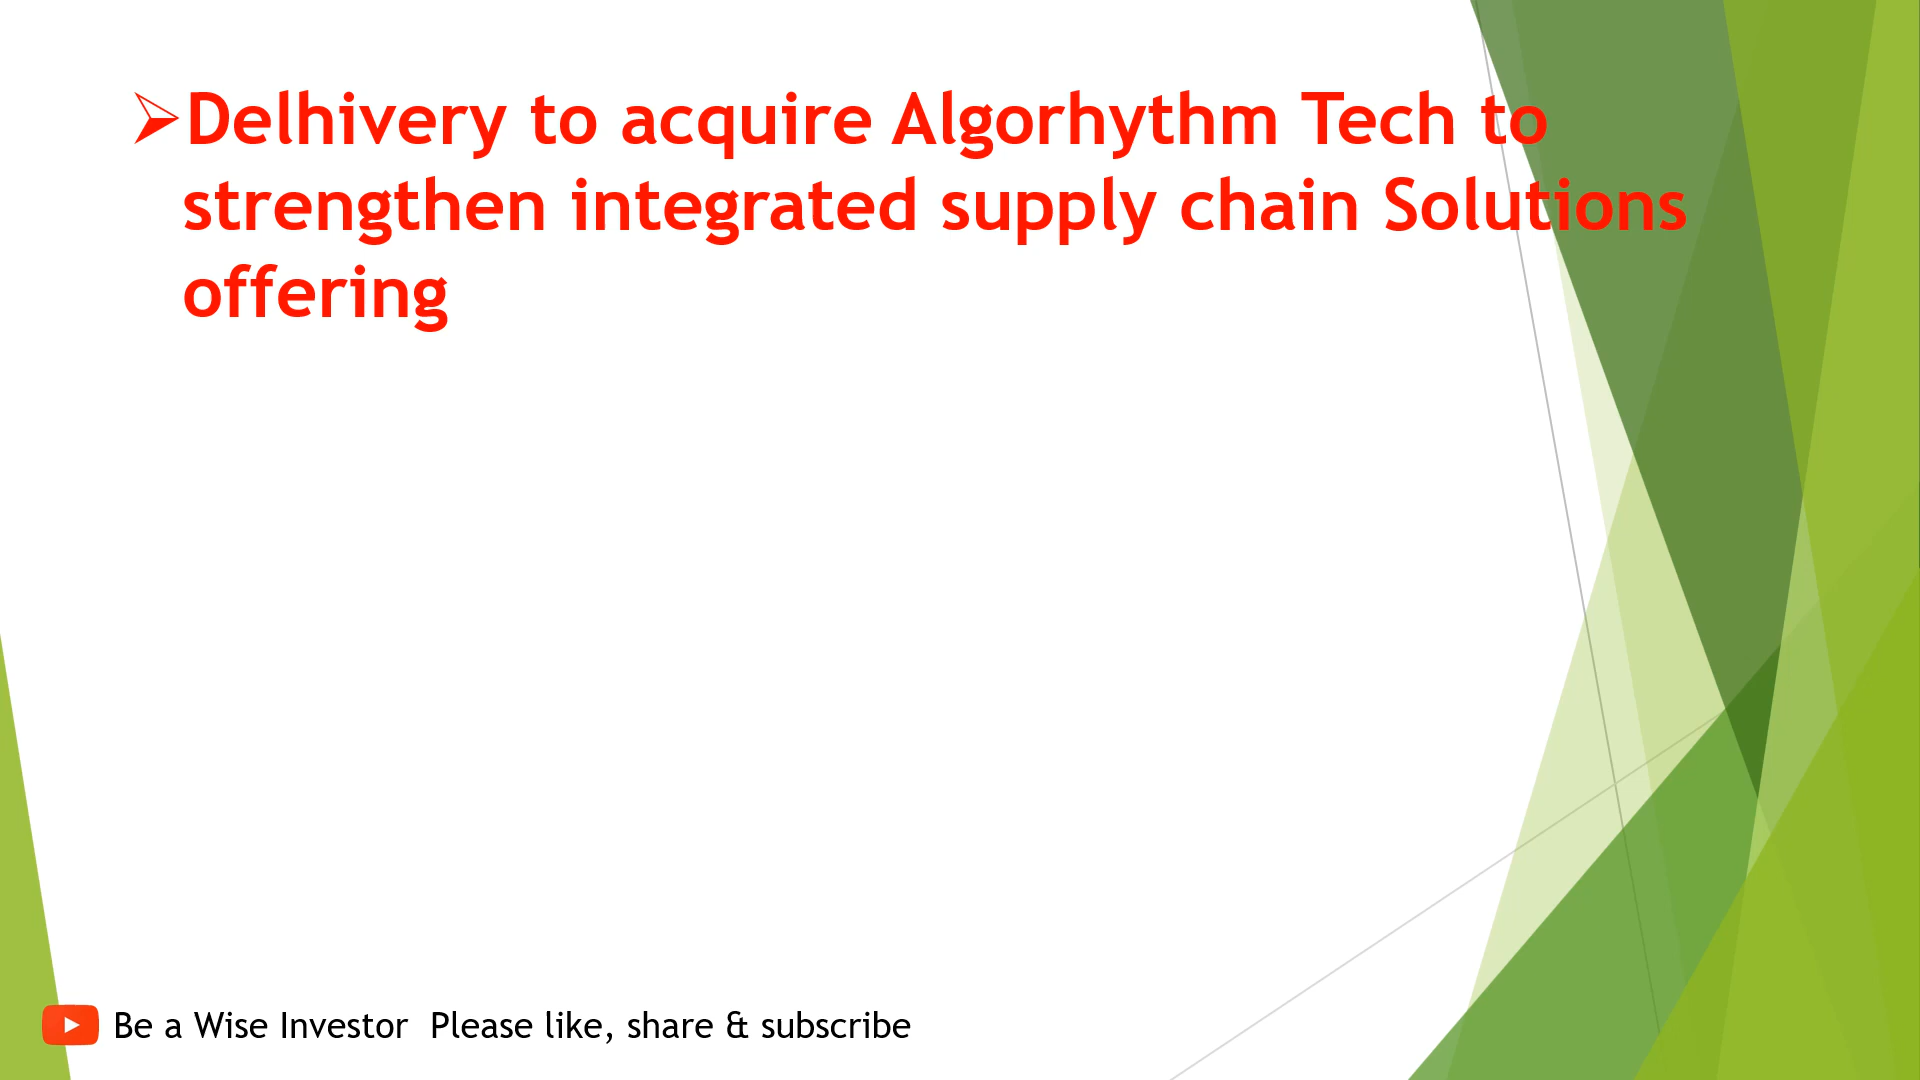 ➢Delhivery to acquire Algorhythm Tech to
strengthen integrated supply chain Solutions
offering
Be a Wise Investor  Please like, share & subscribe